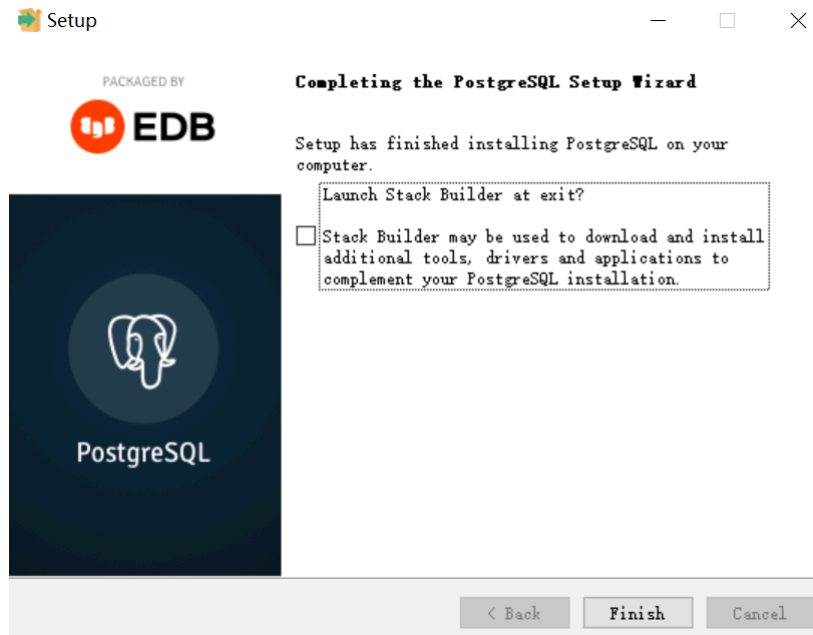 Setup
PACKAGED BY
EDB
PostgreSQL
Completing the PostgreSQL Setup Wizard
Setup has finished installing PostgreSQL on your
computer.
Launch Stack Builder at exit?
Stack Builder may be used to download and install
additional tools, drivers and applications to
complement your PostgreSQL installation.
< Back
Finish
Cancel